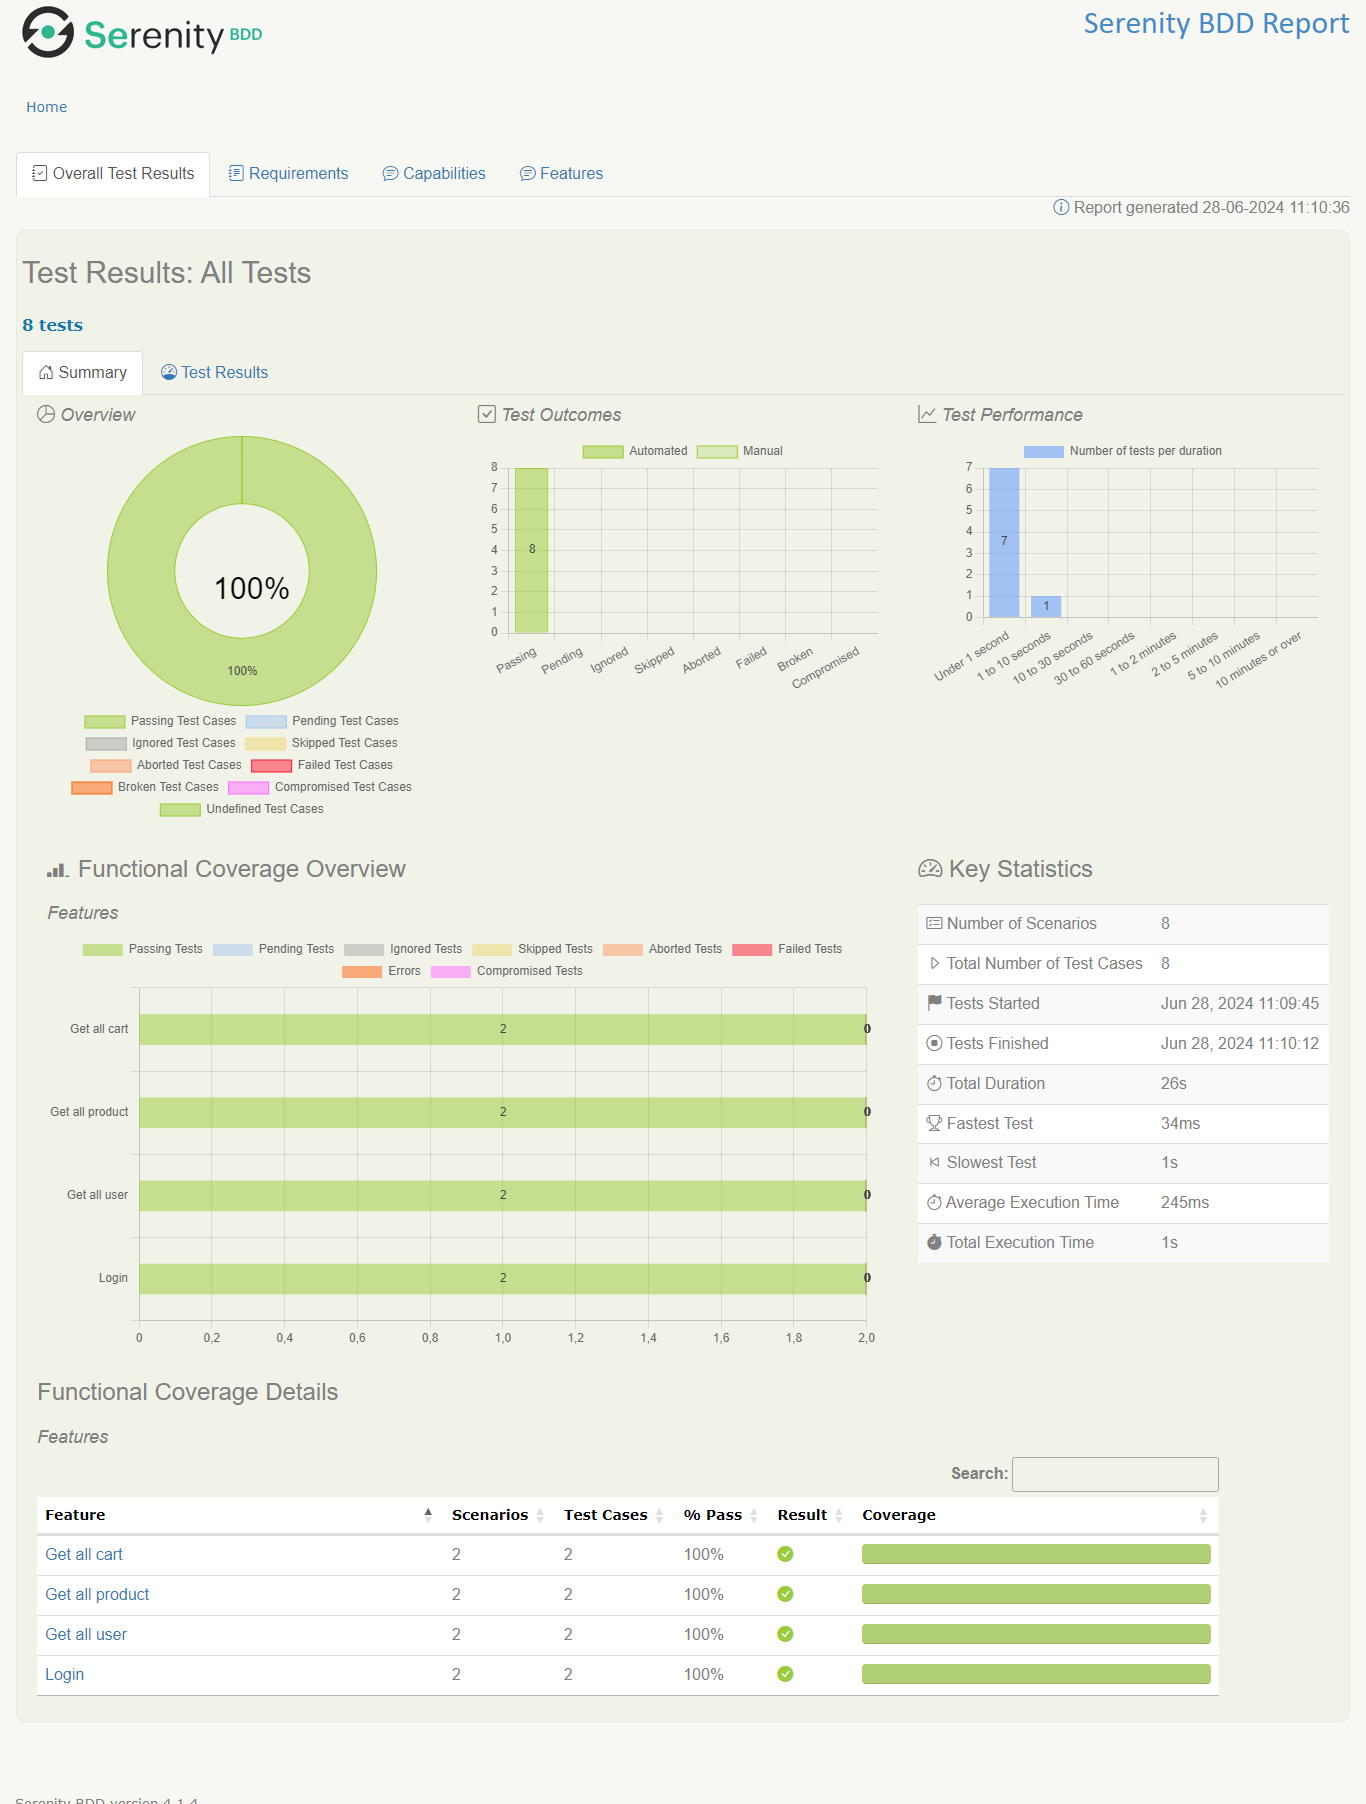 Serenity BDD
Serenity BDD Report
Home
Overall Test Results Requirements Capabilities Features
Report generated 28-06-2024 11:10:36
Test Results: All Tests
8 tests
Summary Test Results
Overview
100%
100%
Passing Test Cases Pending Test Cases
Ignored Test Cases Skipped Test Cases
Aborted Test Cases Failed Test Cases
Broken Test Cases Compromised Test Cases
Undefined Test Cases
Test Outcomes
Automated Manual
8
7
6
5
4
3
2
1
0
8
Passing Pending Ignored Skipped Aborted Failed Broken Compromised
Test Performance
Number of tests per duration
7
6
5
4
3
2
1
0
7
1
Under 1 second 1 to 10 seconds 10 to 30 seconds 30 to 60 seconds 1 to 2 minutes 2 to 5 minutes 5 to 10 minutes 10 minutes or over
Functional Coverage Overview
Features
Passing Tests Pending Tests Ignored Tests Skipped Tests Aborted Tests Failed Tests
Errors Compromised Tests
Get all cart 2 0
Get all product 2 0
Get all user 2 0
Login 2 0
0 0,2 0,4 0,6 0,8 1,0 1,2 1,4 1,6 1,8 2,0
Key Statistics
Number of Scenarios 8
Total Number of Test Cases 8
Tests Started Jun 28, 2024 11:09:45
Tests Finished Jun 28, 2024 11:10:12
Total Duration 26s
Fastest Test 34ms
Slowest Test 1s
Average Execution Time 245ms
Total Execution Time 1s
Functional Coverage Details
Features
Search:
Feature Scenarios Test Cases % Pass Result Coverage
Get all cart 2 2 100%
Get all product 2 2 100%
Get all user 2 2 100%
Login 2 2 100%
Serenity BDD version 4.1.4